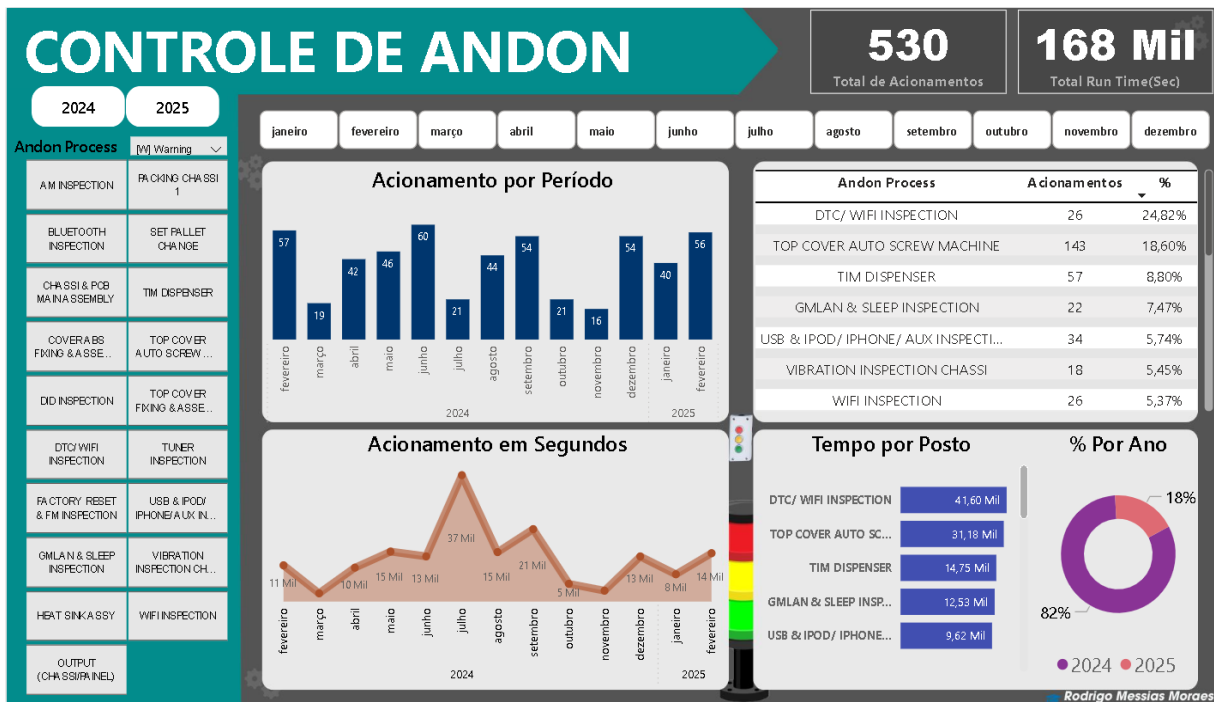 CONTROLE DE ANDON
530
Total de Acionamentos
168 Mil
Total Run Time(Sec)
2024
2025
janeiro
fevereiro
março
abril
maio
junho
julho
agosto
setembro
outubro
novembro
dezembro
Andon Process
[W] Warning
AM INSPECTION
PACKING CHASSI
1
BLUETOOTH
INSPECTION
SET PALLET
CHANGE
CHASSI & PCB
MAIN ASSEMBLY
TIM DISPENSER
COVER ABS
FIXING & ASSE...
TOP COVER
AUTO SCREW ...
DID INSPECTION
TOP COVER
FIXING & ASSE...
DTC/ WIFI
INSPECTION
TUNER
INSPECTION
FACTORY RESET
& FM INSPECTION
USB & IPOD/
IPHONE/ AUX IN...
GMLAN & SLEEP
INSPECTION
VIBRATION
INSPECTION CH...
HEAT SINK ASSY
WIFI INSPECTION
OUTPUT
(CHASSI/PAINEL)
Acionamento por Período
57
19
42
46
60
21
44
54
21
16
54
40
56
fevereiro
março
abril
maio
junho
julho
agosto
setembro
outubro
novembro
dezembro
janeiro
fevereiro
2024
2025
Andon Process Acionamentos %
DTC/ WIFI INSPECTION 26 24,82%
TOP COVER AUTO SCREW MACHINE 143 18,60%
TIM DISPENSER 57 8,80%
GMLAN & SLEEP INSPECTION 22 7,47%
USB & IPOD/ IPHONE/ AUX INSPECTI... 34 5,74%
VIBRATION INSPECTION CHASSI 18 5,45%
WIFI INSPECTION 26 5,37%
Acionamento em Segundos
11 Mil
10 Mil
15 Mil
13 Mil
37 Mil
15 Mil
21 Mil
5 Mil
13 Mil
8 Mil
14 Mil
fevereiro
março
abril
maio
junho
julho
agosto
setembro
outubro
novembro
dezembro
janeiro
fevereiro
2024
2025
Tempo por Posto
DTC/ WIFI INSPECTION 41,60 Mil
TOP COVER AUTO SC... 31,18 Mil
TIM DISPENSER 14,75 Mil
GMLAN & SLEEP INSP... 12,53 Mil
USB & IPOD/ IPHONE... 9,62 Mil
% Por Ano
18%
82%
2024 2025
Rodrigo Messias Moraes